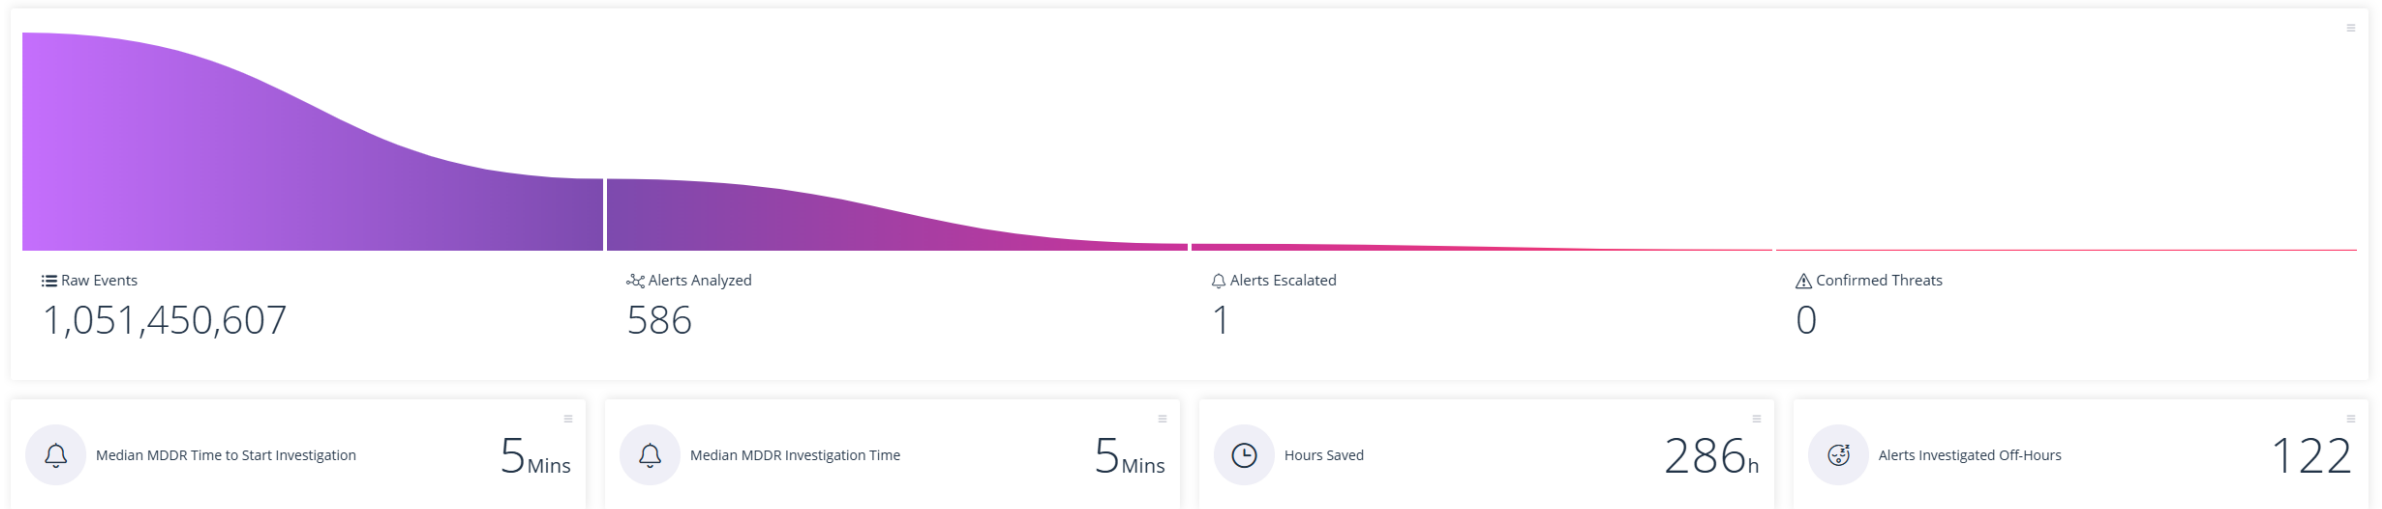 Raw Events
1,051,450,607
Alerts Analyzed
586
Alerts Escalated
1
Confirmed Threats
0
Median MDDR Time to Start Investigation
5Mins
Median MDDR Investigation Time
5Mins
Hours Saved
286h
Alerts Investigated Off-Hours
122